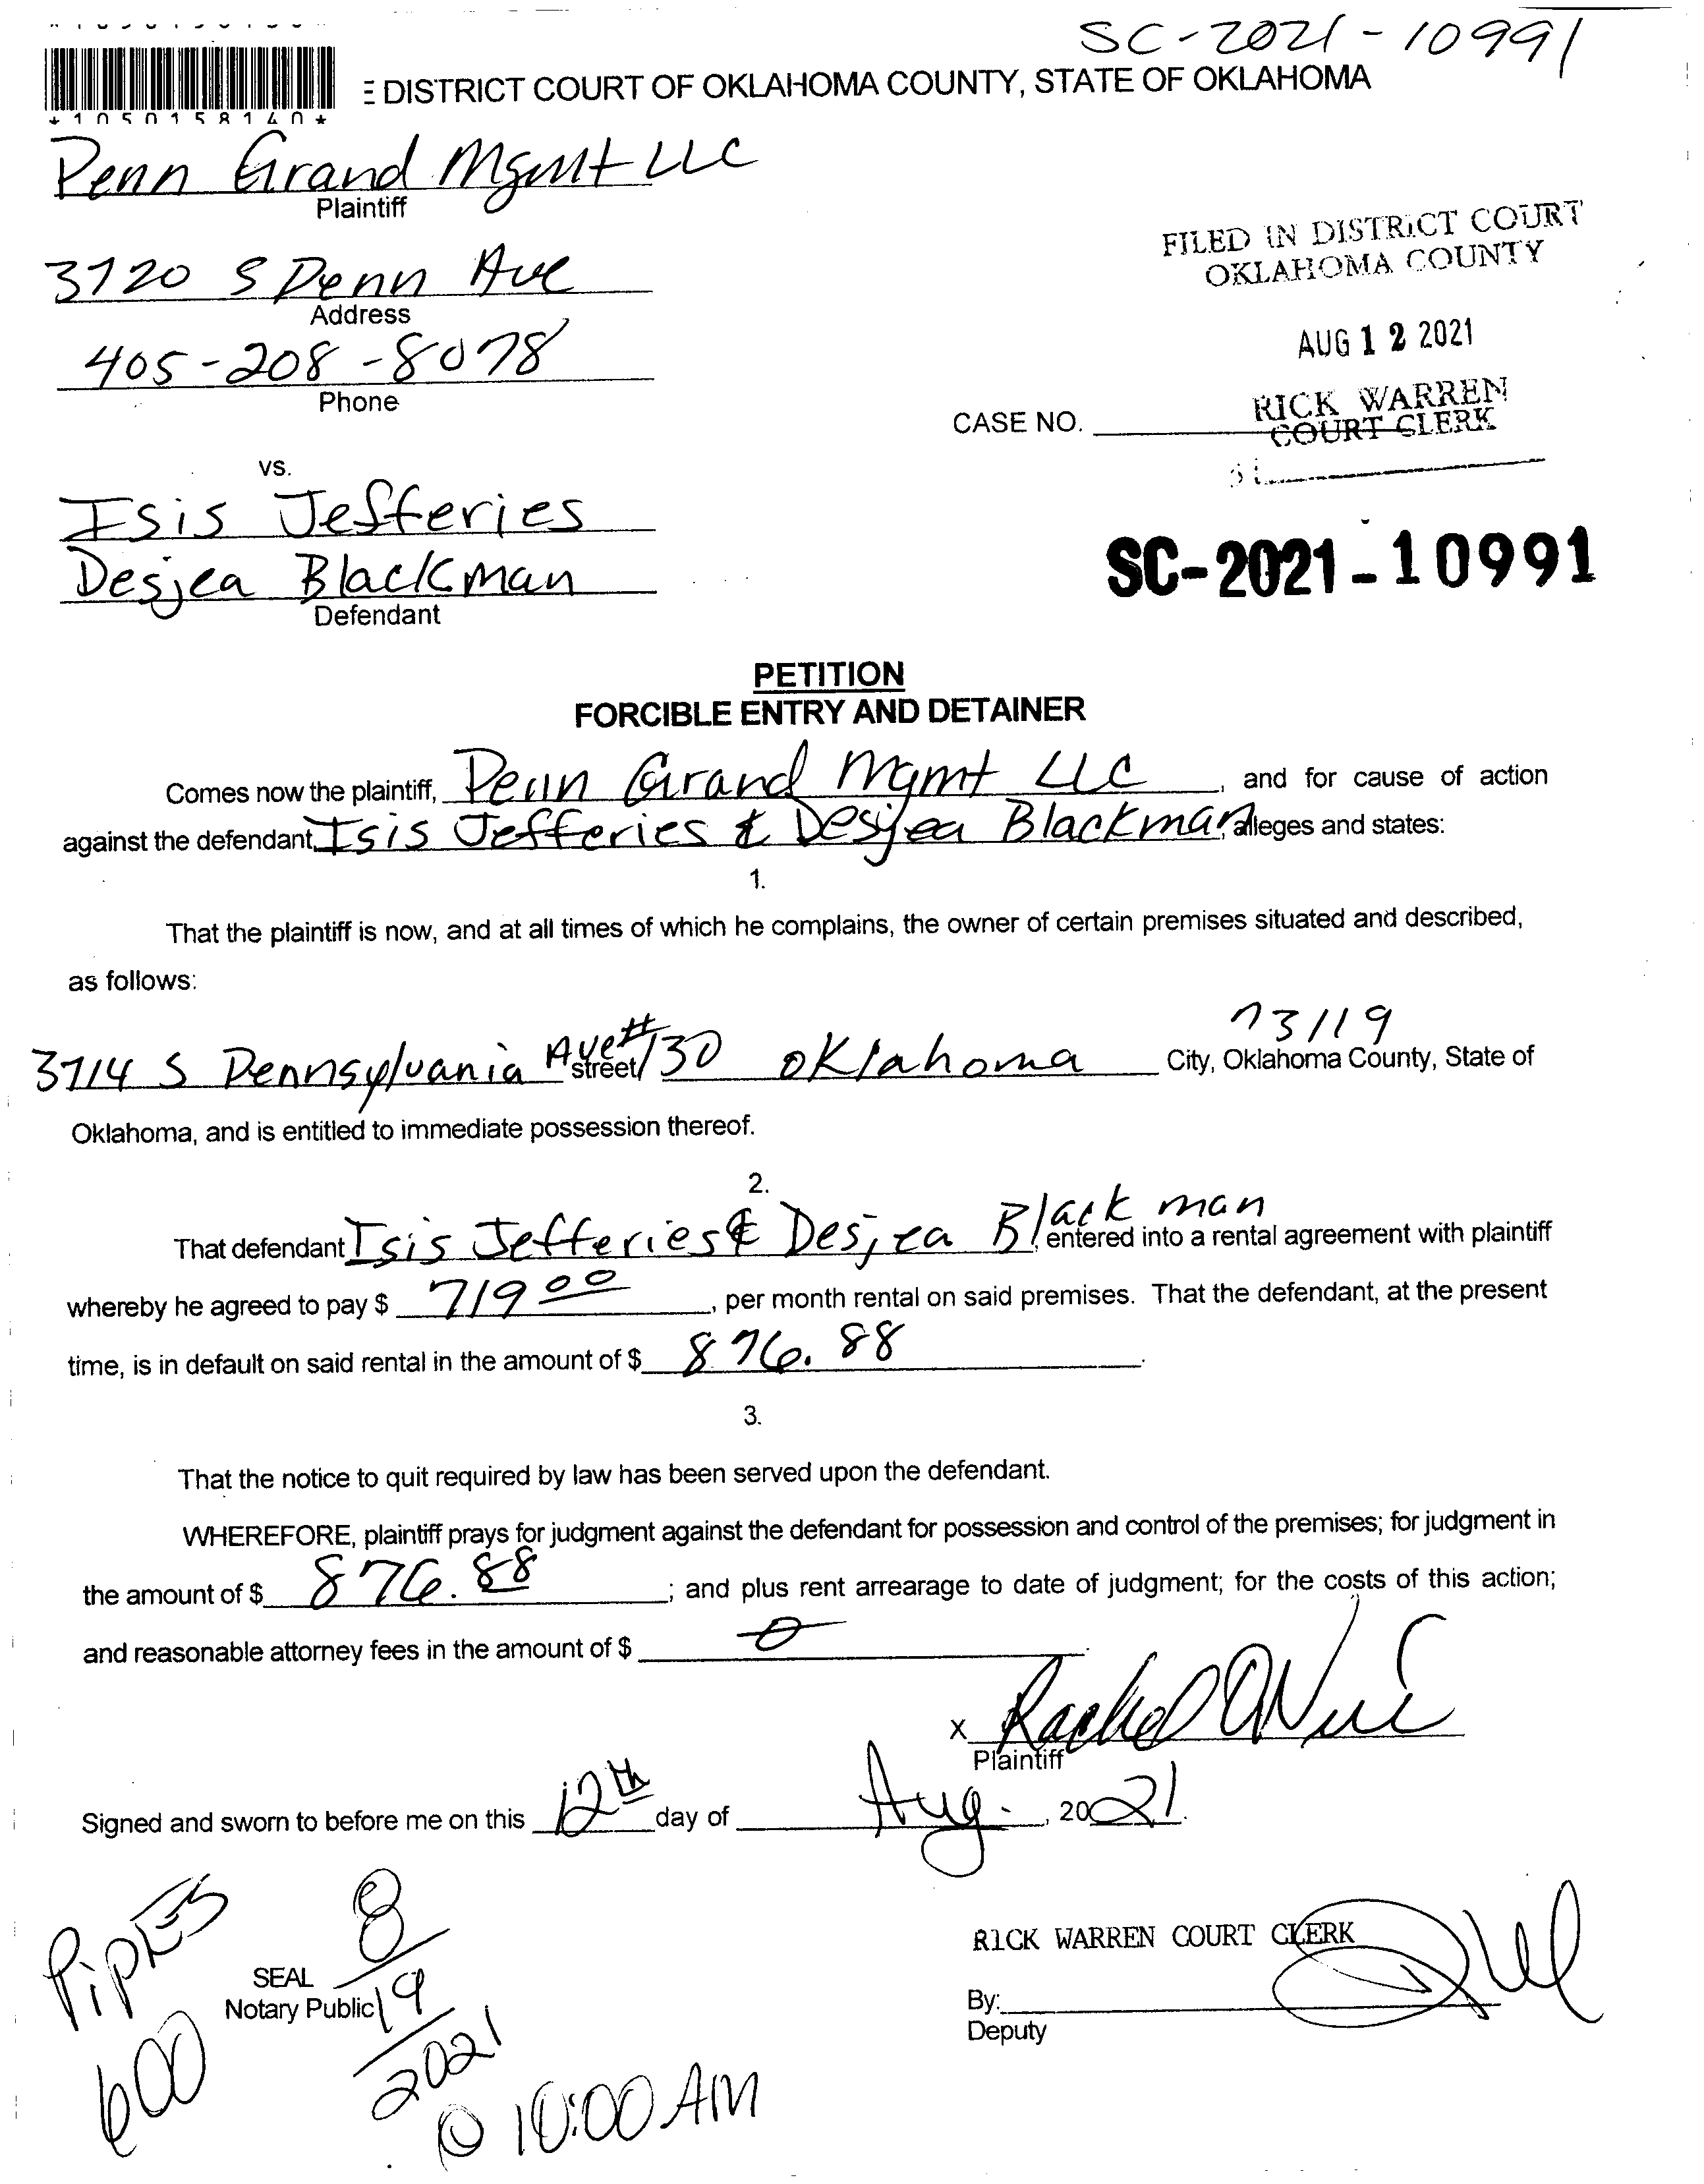 SC-2021-10991
E DISTRICT COURT OF OKLAHOMA COUNTY, STATE OF OKLAHOMA
*1050158140*
Penn Grand Mgmt LLC
Plaintiff
FILED IN DISTRICT COURT
OKLAHOMA COUNTY
3720 S Penn Ave
Address
AUG 12 2021
405-208-8078
Phone
RICK WARREN
COURT CLERK
CASE NO.
vs.
Isis Jefferies
Desjea Blackman
Defendant
SC-2021-10991
PETITION
FORCIBLE ENTRY AND DETAINER
Comes now the plaintiff, Penn Grand Mgmt LLC, and for cause of action
against the defendant, Isis Jefferies & Desjea Blackman, alleges and states:
1.
That the plaintiff is now, and at all times of which he complains, the owner of certain premises situated and described,
as follows:
73119
3714 S Pennsylvania Ave #130 Oklahoma City, Oklahoma County, State of
street
Oklahoma, and is entitled to immediate possession thereof.
2.
That defendant Isis Jefferies & Desjea Blackman, entered into a rental agreement with plaintiff
whereby he agreed to pay $ 719 00, per month rental on said premises. That the defendant, at the present
time, is in default on said rental in the amount of $ 876.88.
3.
That the notice to quit required by law has been served upon the defendant.
WHEREFORE, plaintiff prays for judgment against the defendant for possession and control of the premises; for judgment in
the amount of $ 876.88; and plus rent arrearage to date of judgment; for the costs of this action;
and reasonable attorney fees in the amount of $ 0.
x Rachel
Plaintiff
Signed and sworn to before me on this 12th day of Aug., 2021.
RICK WARREN COURT CLERK
SEAL
Notary Public
By:
Deputy
Pipkes
600
8/19/2021
@ 10:00 AM